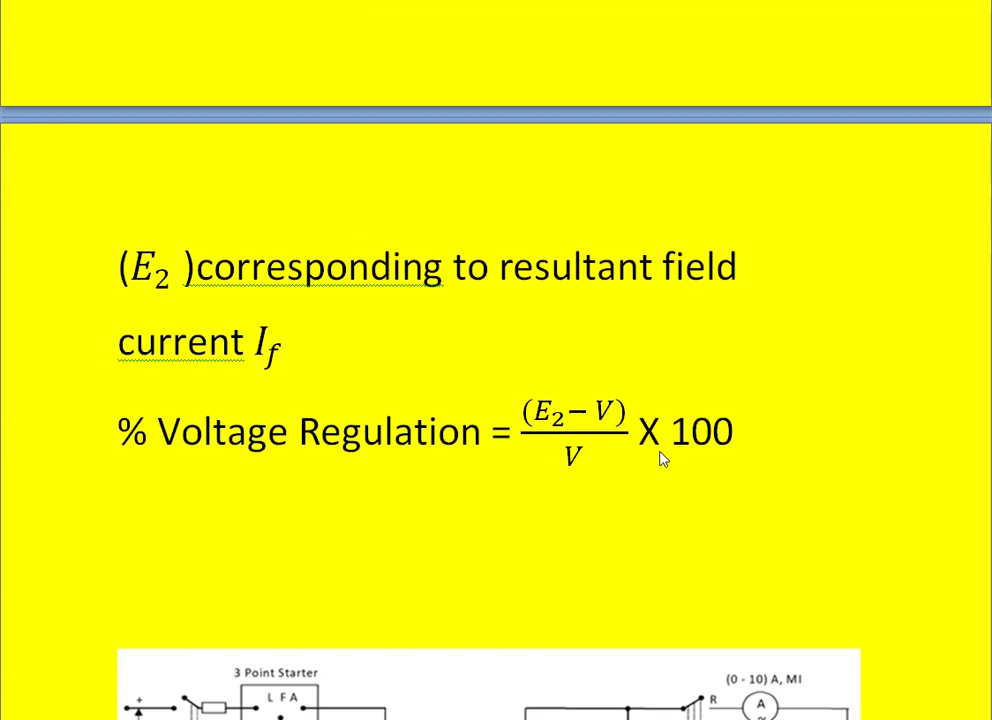 (E₂ )corresponding to resultant field
current I_f
% Voltage Regulation = (E₂− V)/V X 100
3 Point Starter
L F A
+
R
(0 - 10) A, MI
A
~